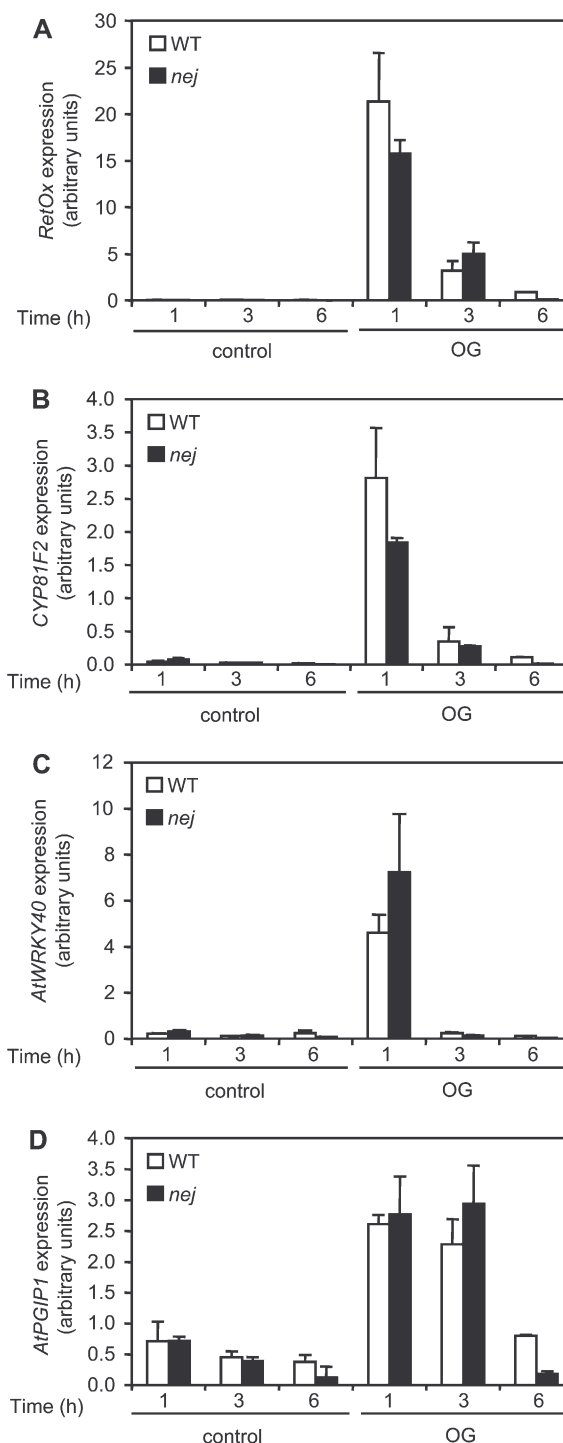 A
RetOx expression
(arbitrary units)
30
25
20
15
10
5
0
WT
nej
Time (h) 1 3 6 1 3 6
control OG
B
CYP81F2 expression
(arbitrary units)
4.0
3.5
3.0
2.5
2.0
1.5
1.0
0.5
0.0
WT
nej
Time (h) 1 3 6 1 3 6
control OG
C
AtWRKY40 expression
(arbitrary units)
12
10
8
6
4
2
0
WT
nej
Time (h) 1 3 6 1 3 6
control OG
D
AtPGIP1 expression
(arbitrary units)
4.0
3.5
3.0
2.5
2.0
1.5
1.0
0.5
0.0
WT
nej
Time (h) 1 3 6 1 3 6
control OG